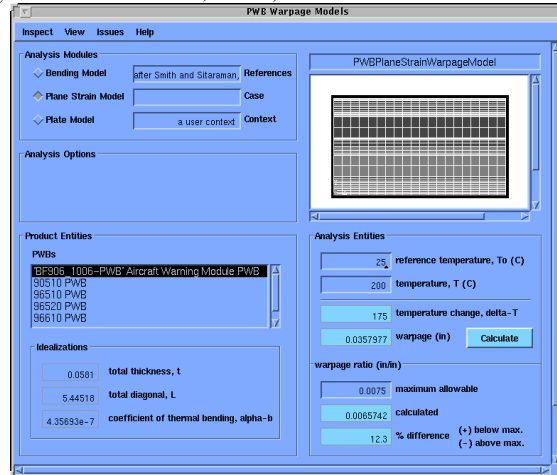 PWB Warpage Models
Inspect View Issues Help
Analysis Modules
Bending Model after Smith and Sitaraman, References
Plane Strain Model Case
Plate Model a user context Context
Analysis Options
PWBPlaneStrainWarpageModel
Product Entities
PWBs
'BF906_1006-PWB' Aircraft Warning Module PWB
90510 PWB
96510 PWB
96520 PWB
96610 PWB
Idealizations
0.0581 total thickness, t
5.44518 total diagonal, L
4.35693e-7 coefficient of thermal bending, alpha-b
Analysis Entities
25 reference temperature, To (C)
200 temperature, T (C)
175 temperature change, delta-T
0.0357977 warpage (in) Calculate
warpage ratio (in/in)
0.0075 maximum allowable
0.0065742 calculated
12.3 % difference (+) below max.
(-) above max.